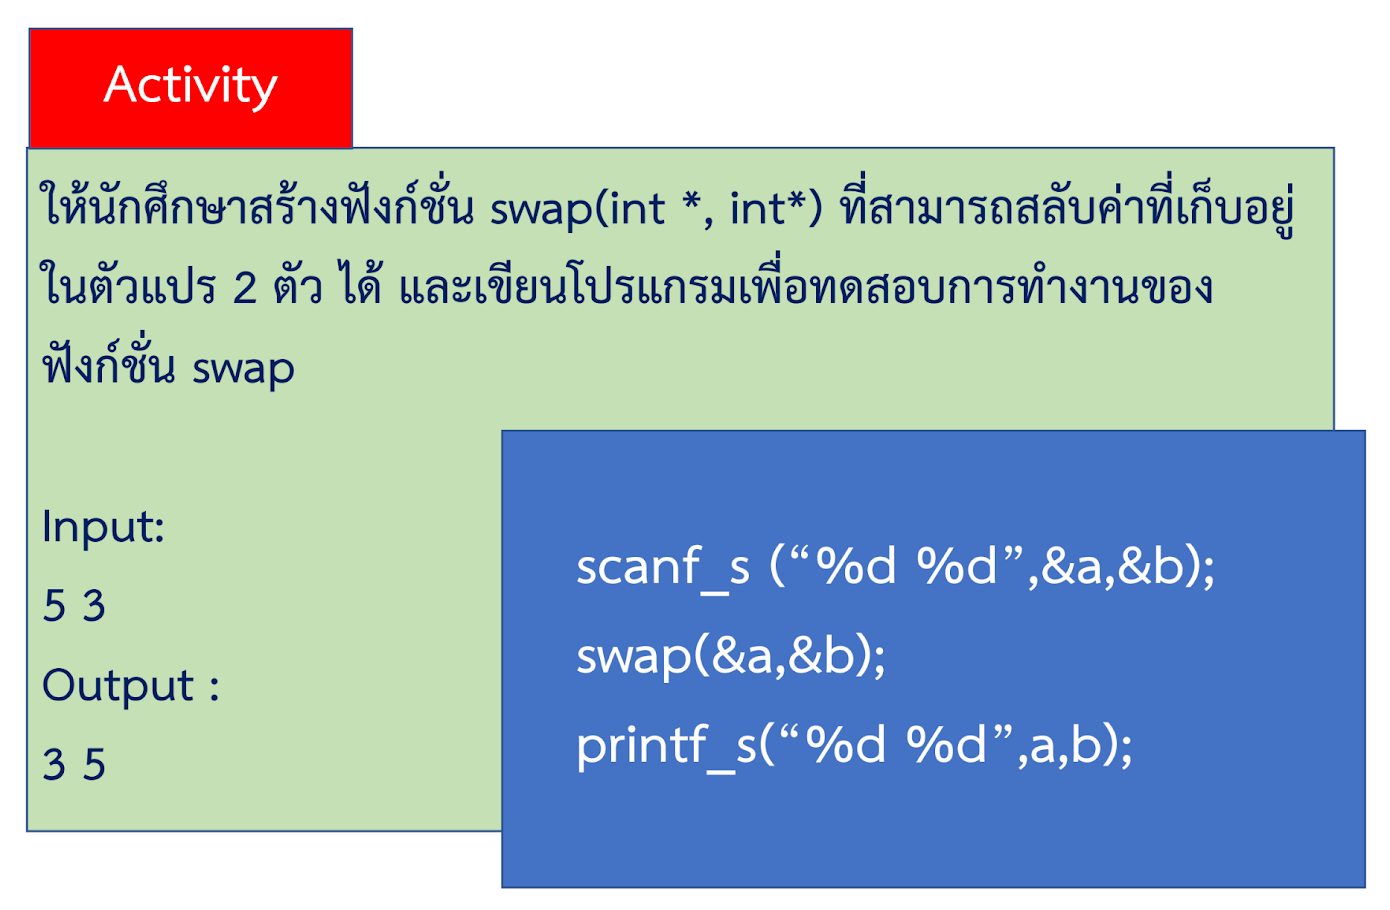 Activity
ให้นักศึกษาสร้างฟังก์ชั่น swap(int *, int*) ที่สามารถสลับค่าที่เก็บอยู่
ในตัวแปร 2 ตัว ได้ และเขียนโปรแกรมเพื่อทดสอบการทำงานของ
ฟังก์ชั่น swap
Input:
5 3
Output :
3 5
scanf_s (“%d %d”,&a,&b);
swap(&a,&b);
printf_s(“%d %d”,a,b);